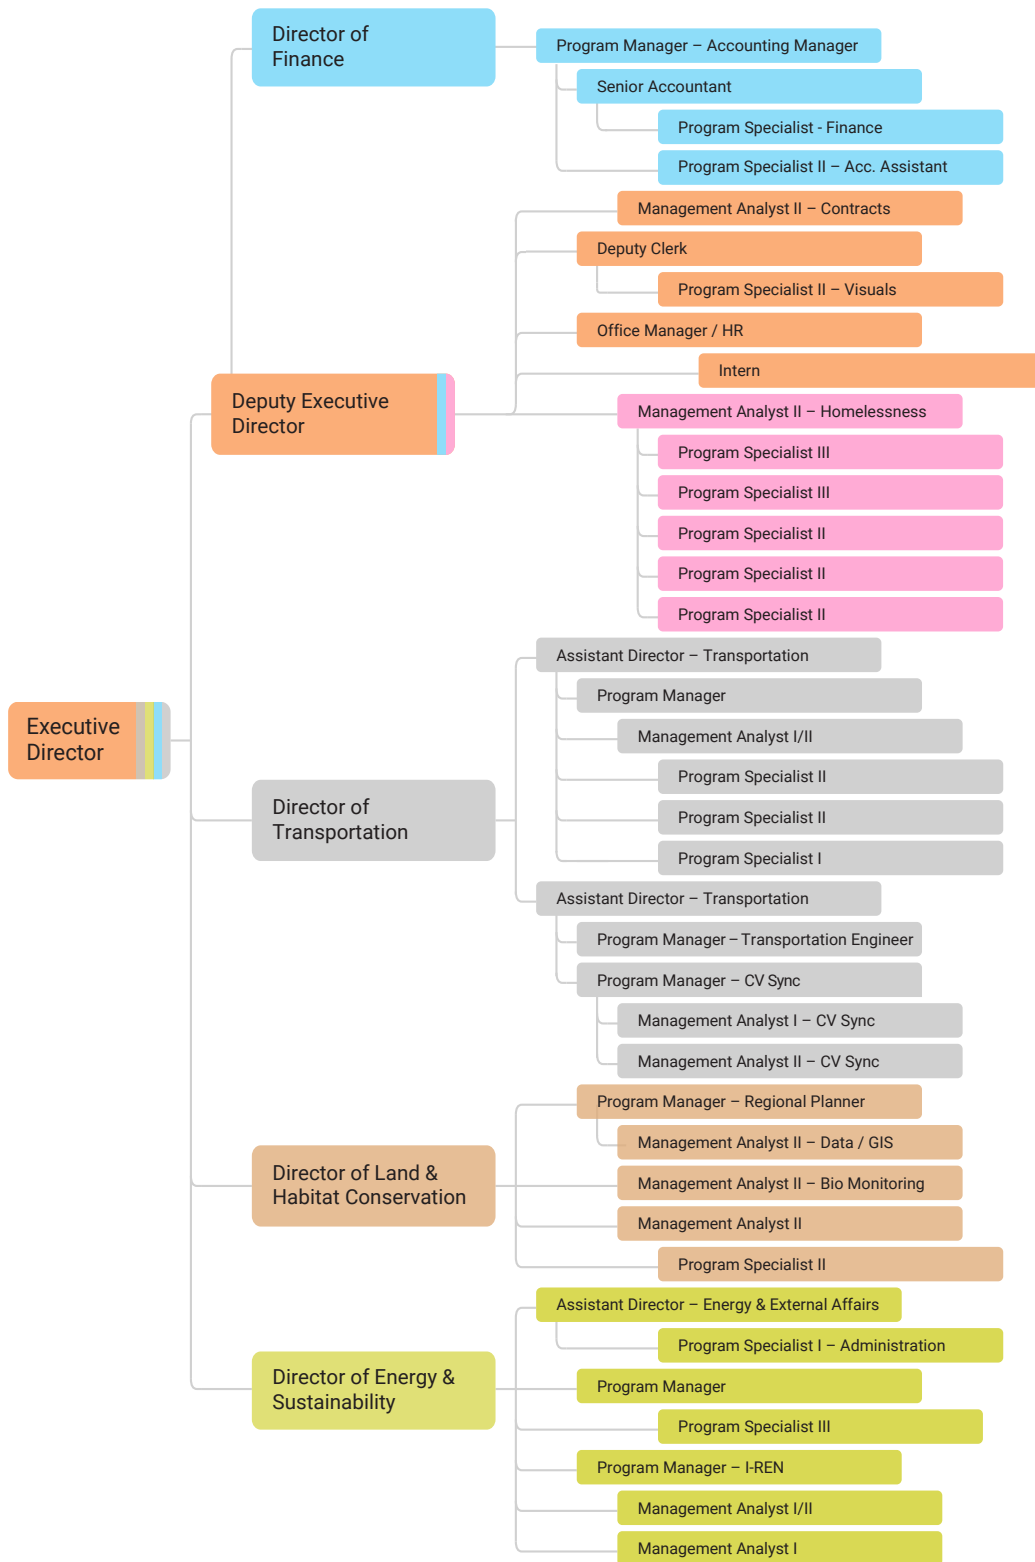 Director of
Finance
Program Manager – Accounting Manager
Senior Accountant
Program Specialist - Finance
Program Specialist II – Acc. Assistant
Management Analyst II – Contracts
Deputy Clerk
Program Specialist II – Visuals
Office Manager / HR
Intern
Deputy Executive
Director
Management Analyst II – Homelessness
Program Specialist III
Program Specialist III
Program Specialist II
Program Specialist II
Program Specialist II
Executive
Director
Assistant Director – Transportation
Program Manager
Management Analyst I/II
Program Specialist II
Program Specialist II
Program Specialist I
Director of
Transportation
Assistant Director – Transportation
Program Manager – Transportation Engineer
Program Manager – CV Sync
Management Analyst I – CV Sync
Management Analyst II – CV Sync
Program Manager – Regional Planner
Management Analyst II – Data / GIS
Director of Land &
Habitat Conservation
Management Analyst II – Bio Monitoring
Management Analyst II
Program Specialist II
Assistant Director – Energy & External Affairs
Program Specialist I – Administration
Director of Energy &
Sustainability
Program Manager
Program Specialist III
Program Manager – I-REN
Management Analyst I/II
Management Analyst I